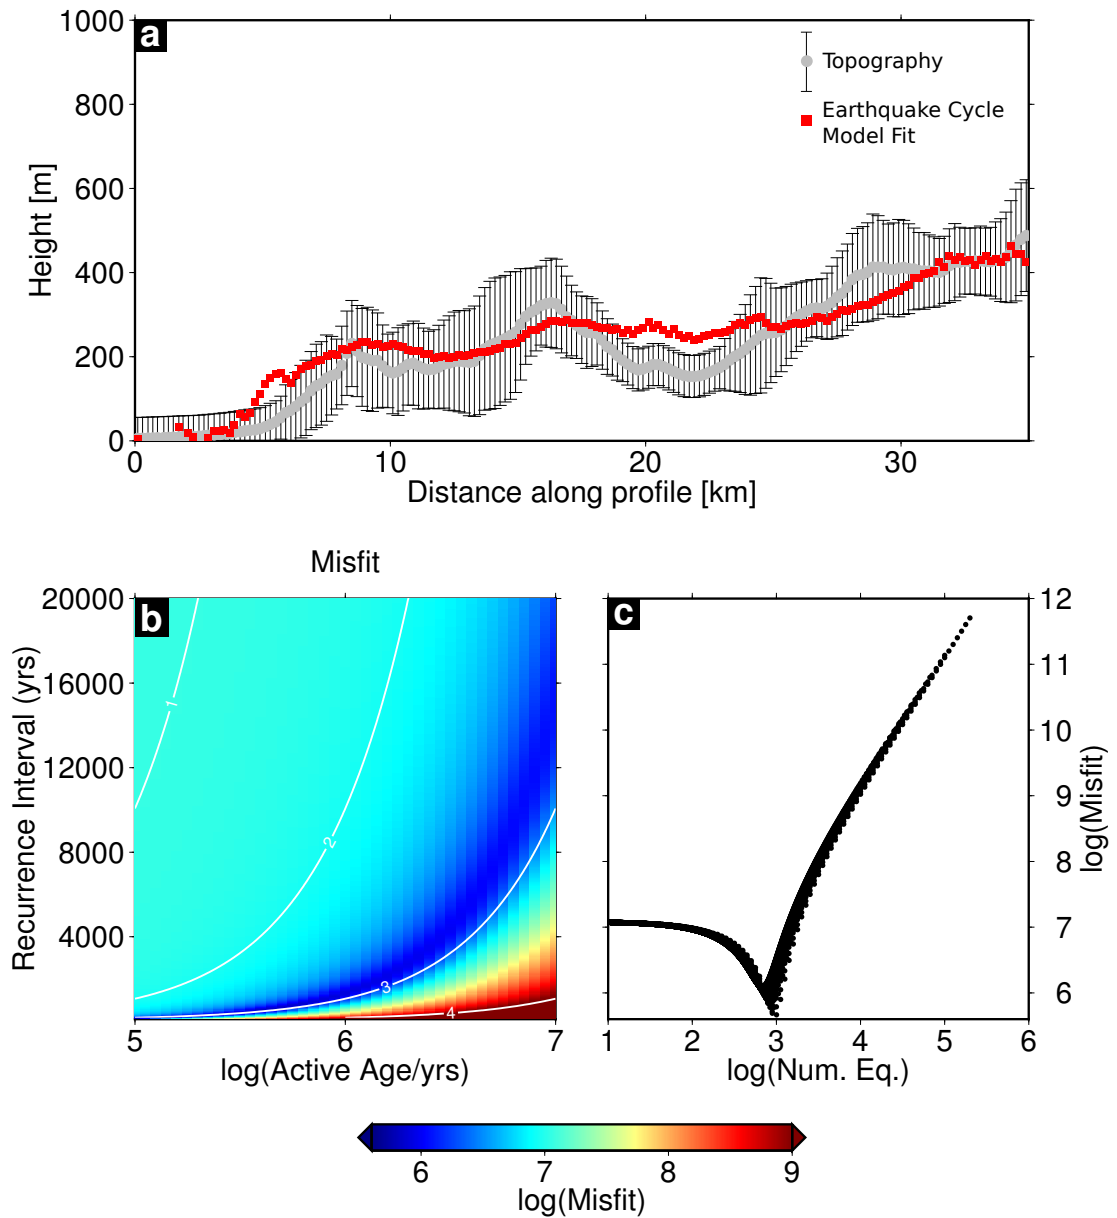 a
1000
800
600
400
200
0
Height [m]
Topography
Earthquake Cycle
Model Fit
0 10 20 30
Distance along profile [km]
Misfit
b
20000
16000
12000
8000
4000
Recurrence Interval (yrs)
1
2
3
4
5 6 7
log(Active Age/yrs)
c
12
11
10
9
8
7
6
log(Misfit)
1 2 3 4 5 6
log(Num. Eq.)
6 7 8 9
log(Misfit)